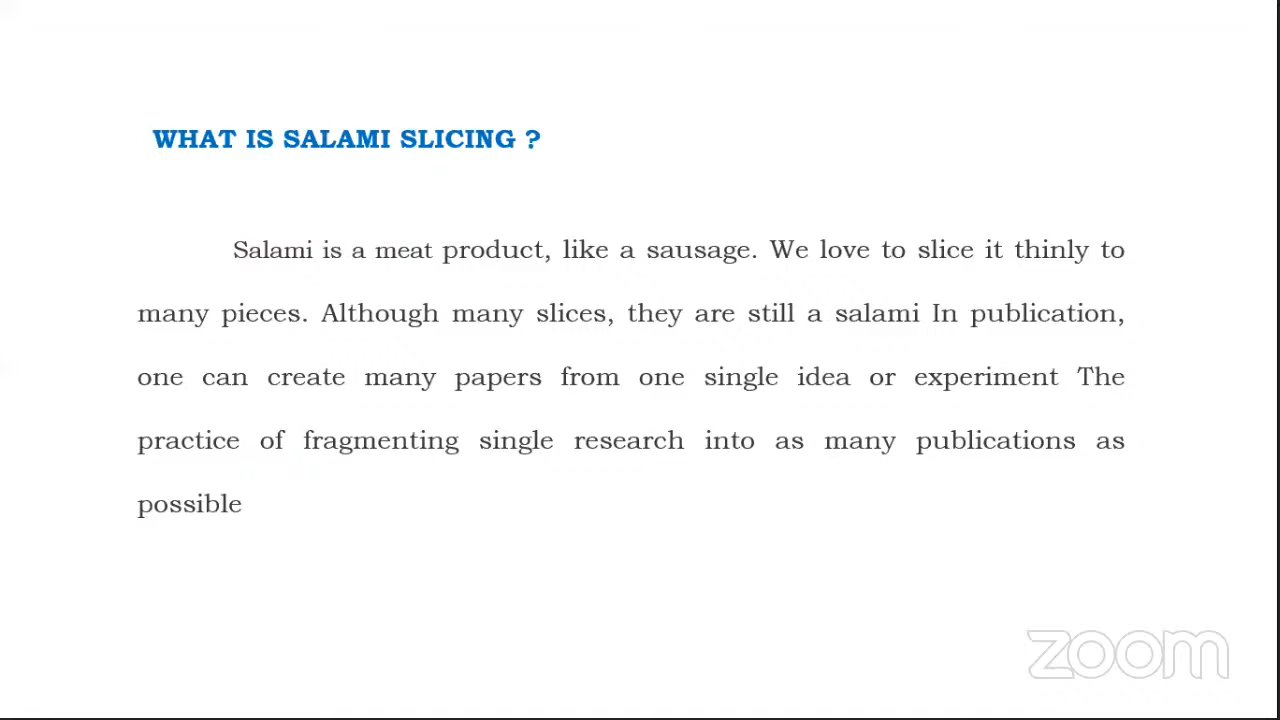 WHAT IS SALAMI SLICING ?
Salami is a meat product, like a sausage. We love to slice it thinly to
many pieces. Although many slices, they are still a salami In publication,
one can create many papers from one single idea or experiment The
practice of fragmenting single research into as many publications as
possible
zoom